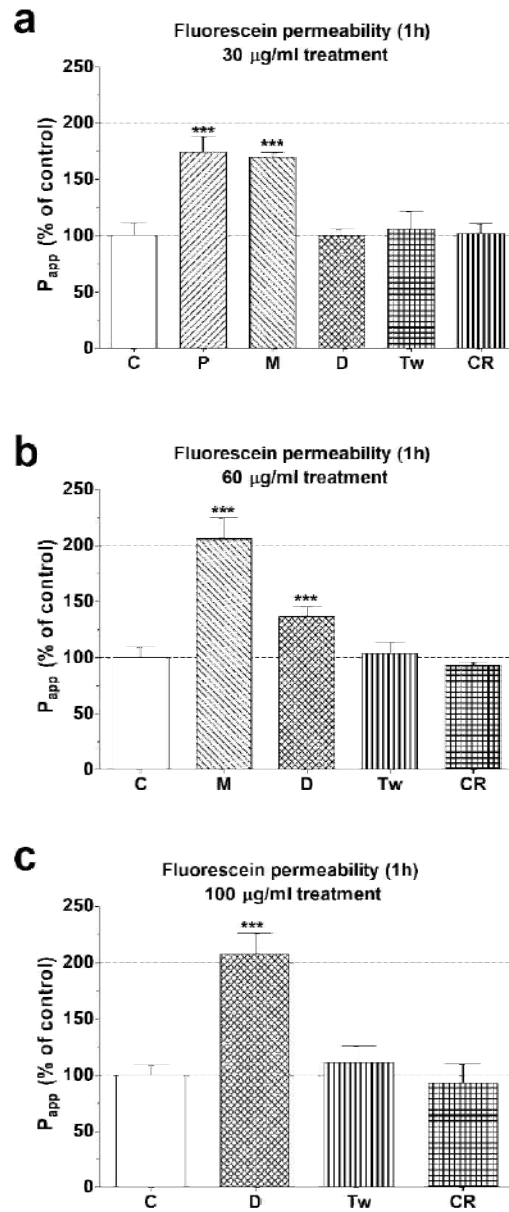 a
Fluorescein permeability (1h)
30 μg/ml treatment
250
200
150
100
50
0
Papp (% of control)
***
***
C P M D Tw CR
b
Fluorescein permeability (1h)
60 μg/ml treatment
250
200
150
100
50
0
Papp (% of control)
***
***
C M D Tw CR
c
Fluorescein permeability (1h)
100 μg/ml treatment
250
200
150
100
50
0
Papp (% of control)
***
C D Tw CR